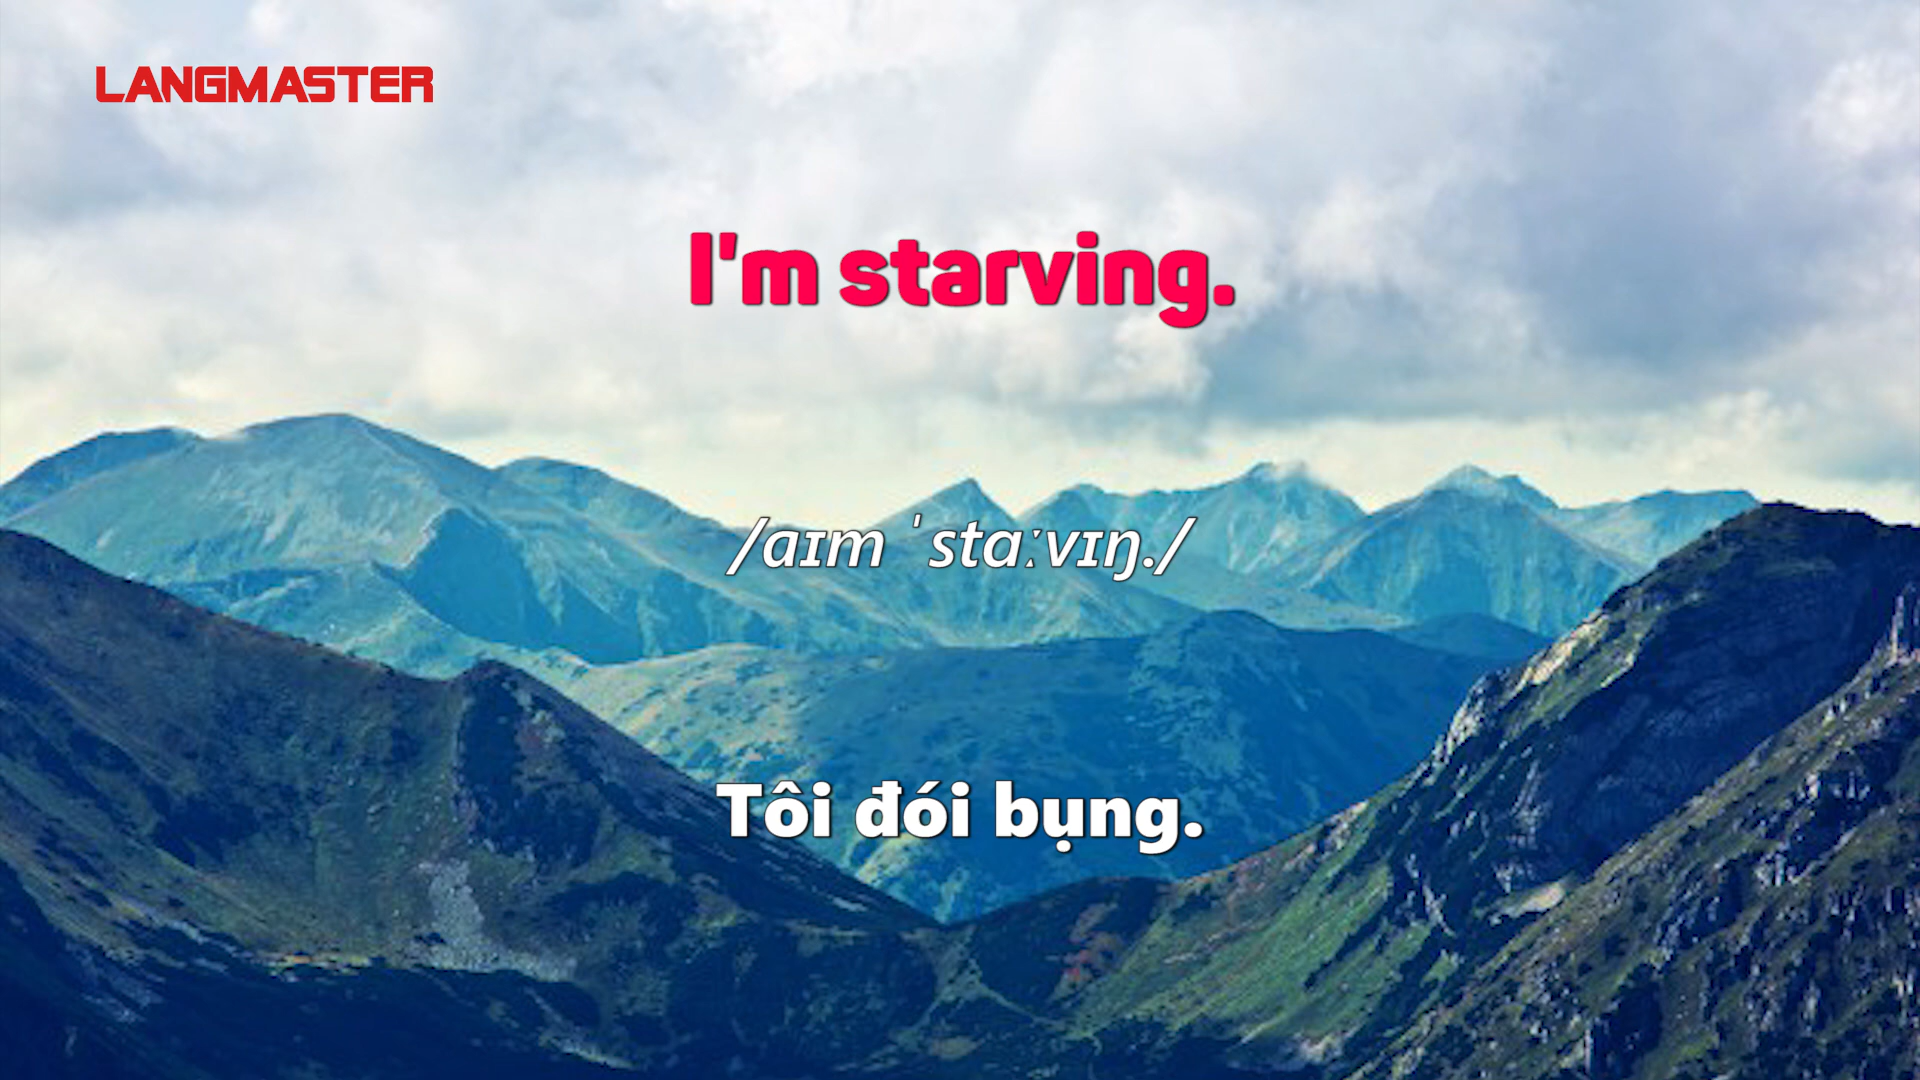 LANGMASTER
I'm starving.
/aɪm ˈstɑːvɪŋ./
Tôi đói bụng.